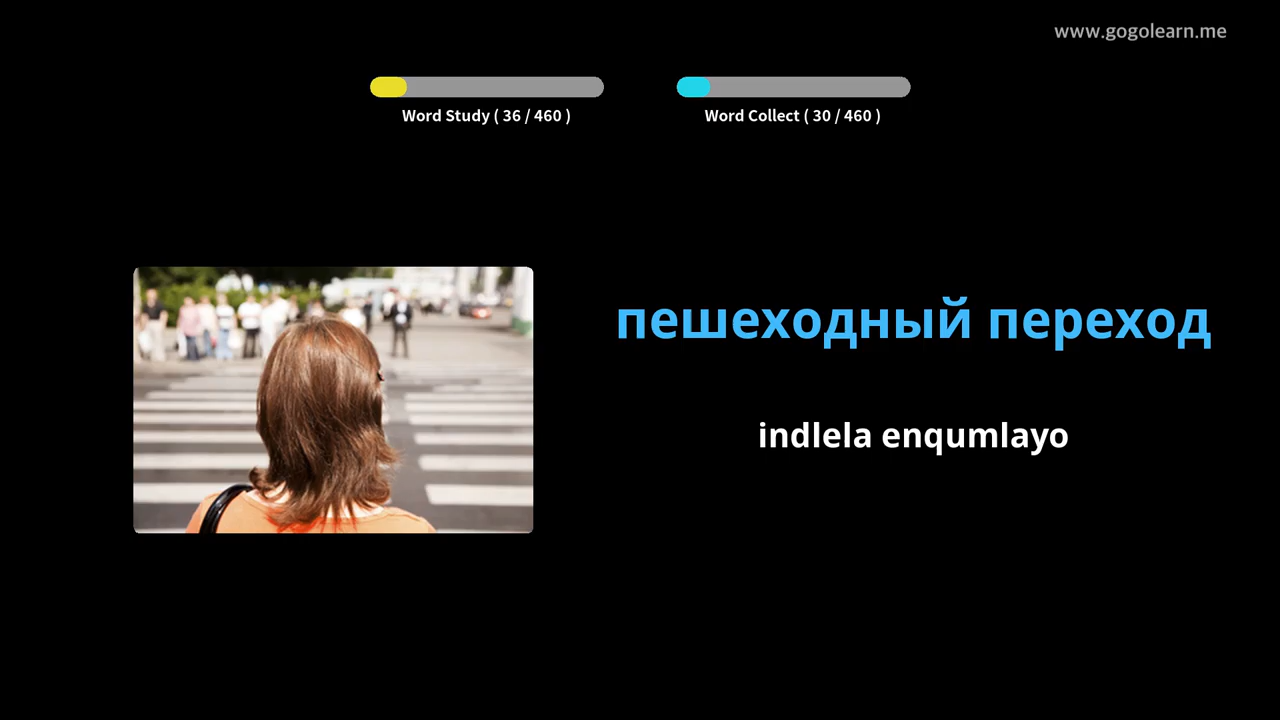 www.gogolearn.me
Word Study ( 36 / 460 )
Word Collect ( 30 / 460 )
пешеходный переход
indlela enqumlayo